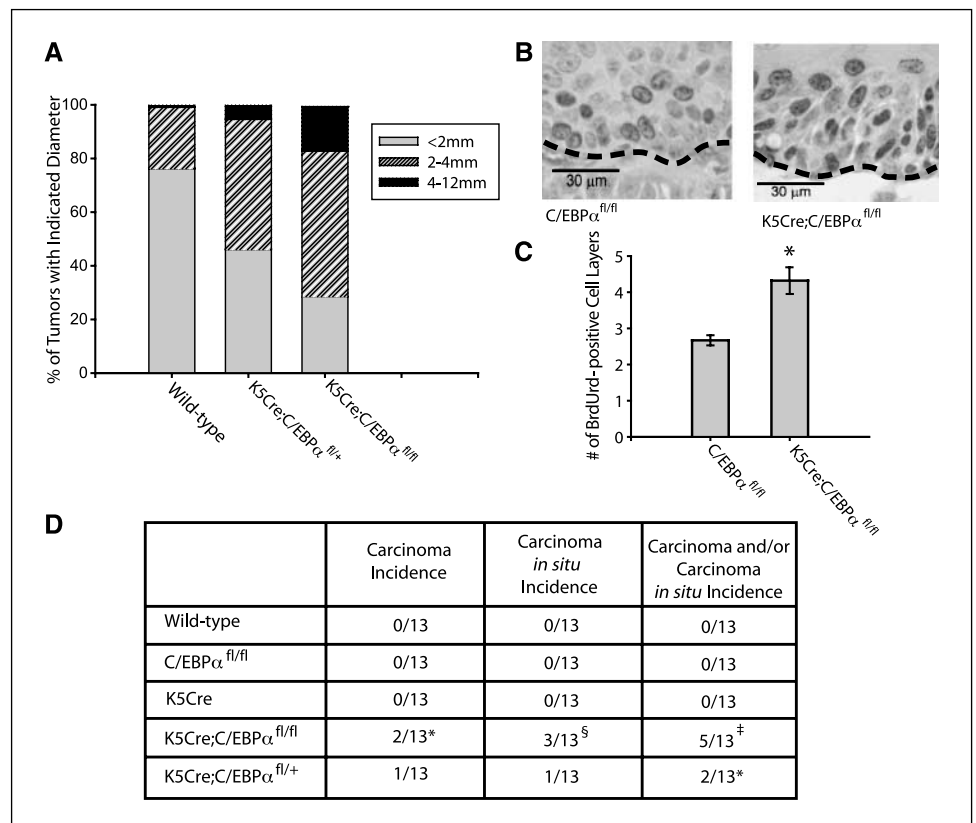 A
% of Tumors with Indicated Diameter
100
80
60
40
20
0
Wild-type
K5Cre;C/EBPα fl/+
K5Cre;C/EBPα fl/fl
<2mm
2-4mm
4-12mm
B
30 μm
C/EBPα fl/fl
30 μm
K5Cre;C/EBPα fl/fl
C
# of BrdUrd-positive Cell Layers
5
4
3
2
1
0
*
C/EBPα fl/fl
K5Cre;C/EBPα fl/fl
D
Carcinoma Incidence
Carcinoma in situ Incidence
Carcinoma and/or Carcinoma in situ Incidence
Wild-type 0/13 0/13 0/13
C/EBPα fl/fl 0/13 0/13 0/13
K5Cre 0/13 0/13 0/13
K5Cre;C/EBPα fl/fl 2/13* 3/13§ 5/13‡
K5Cre;C/EBPα fl/+ 1/13 1/13 2/13*